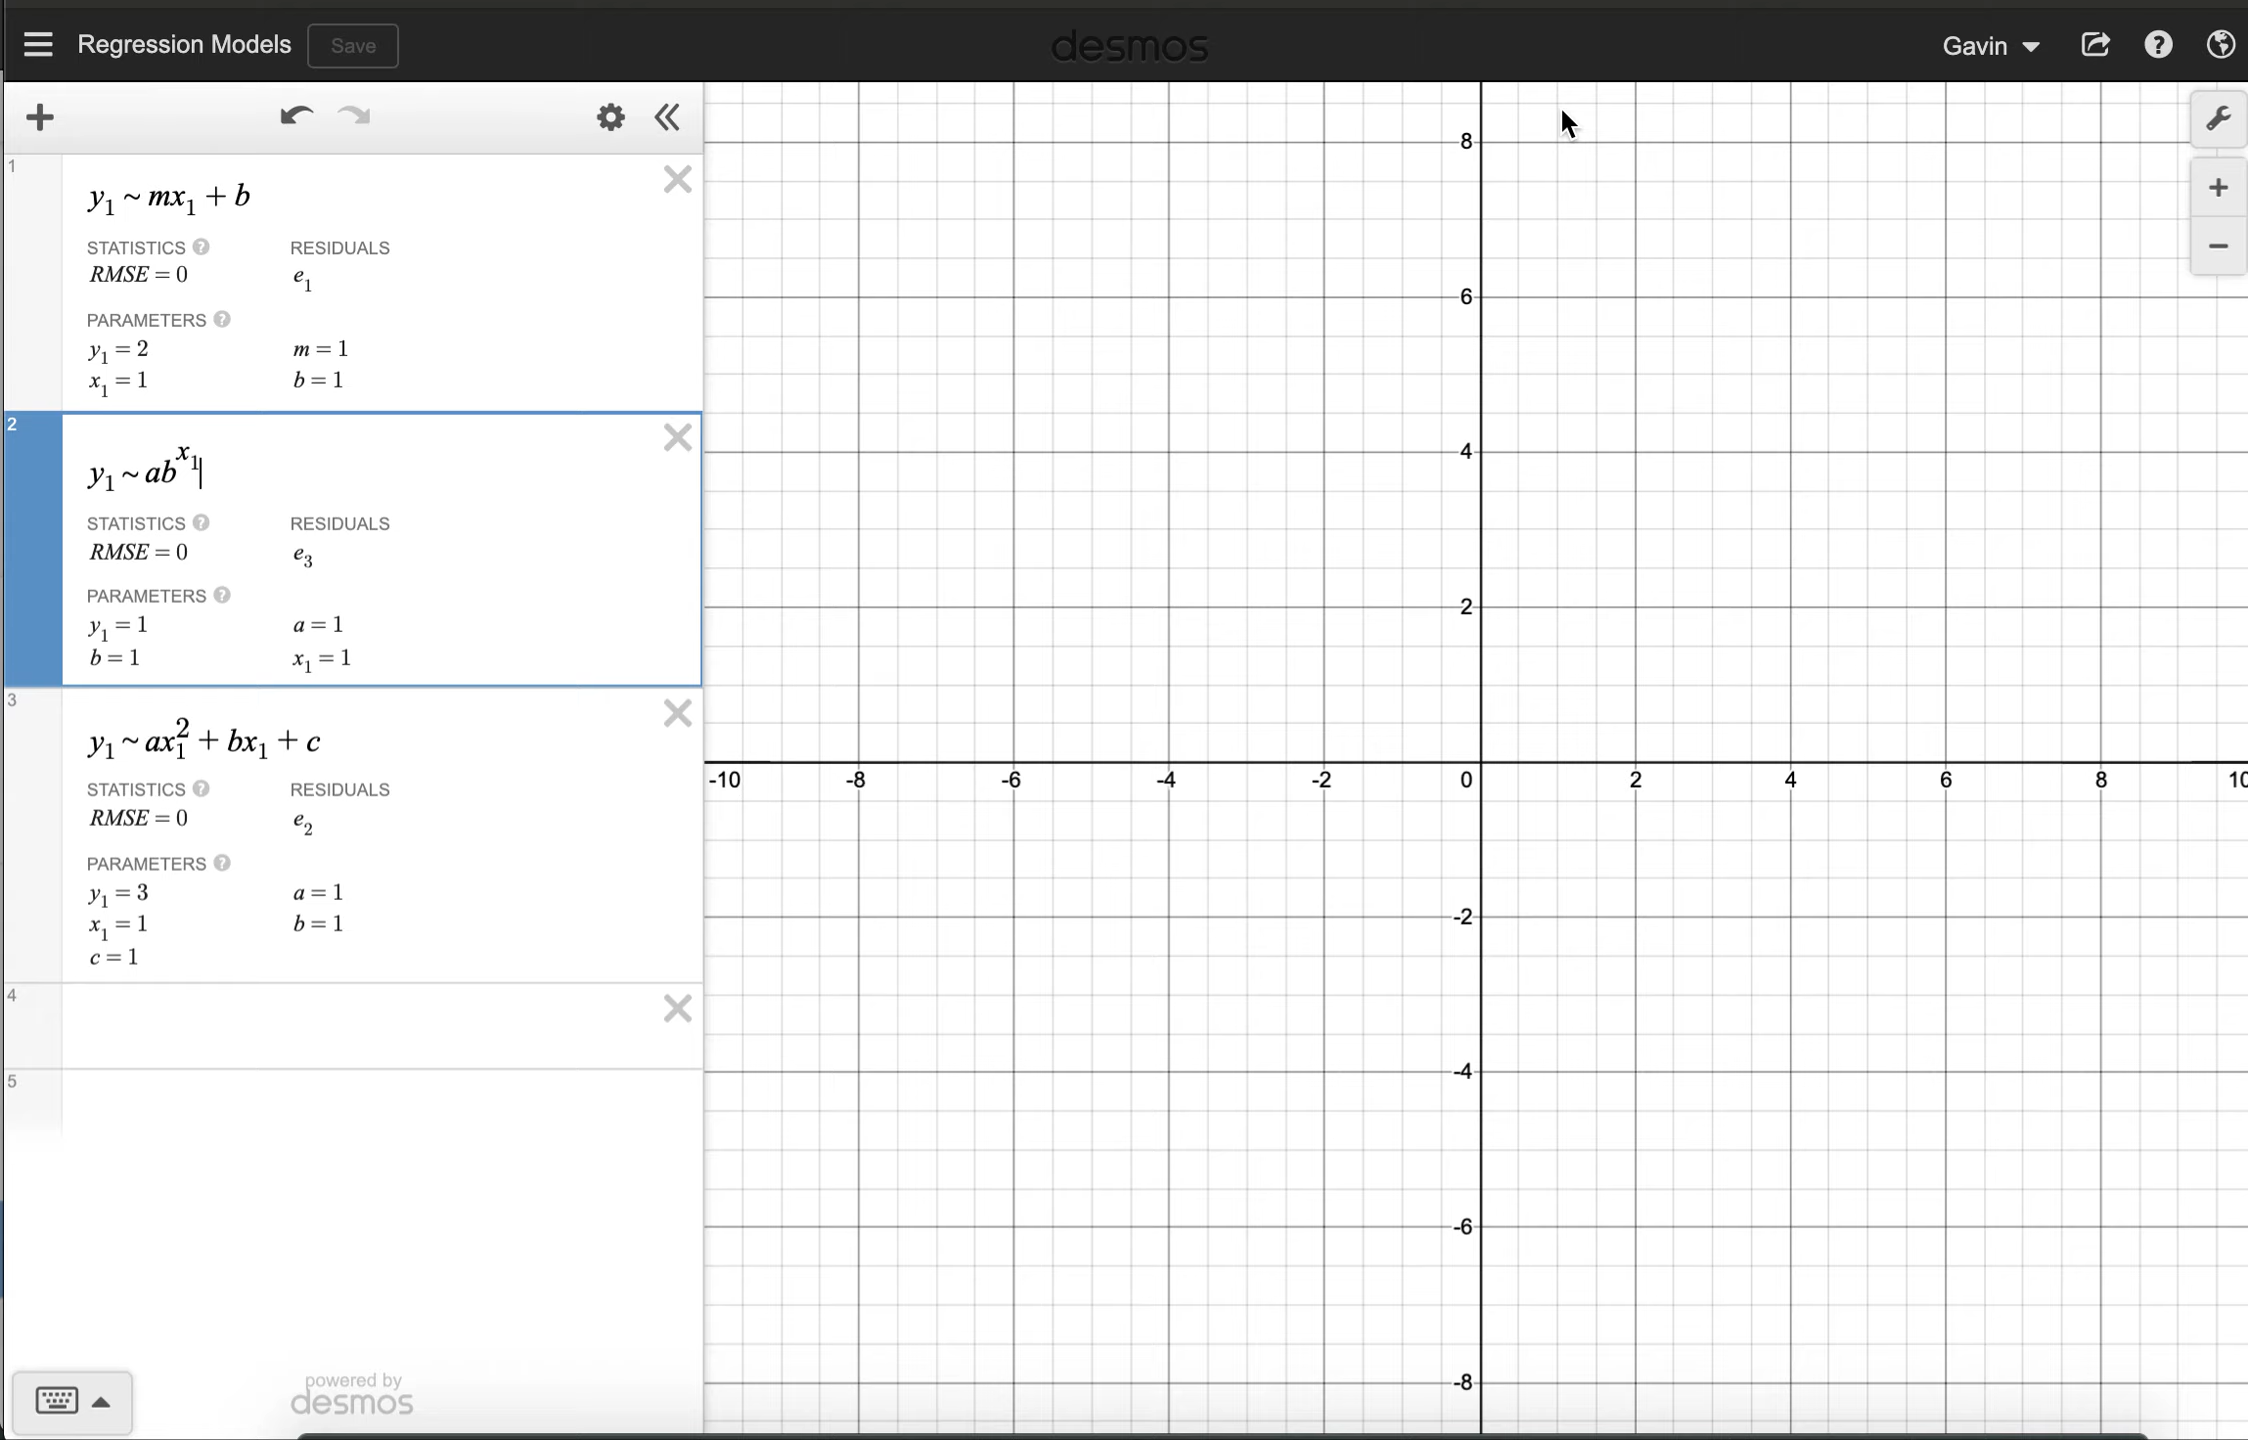 Regression Models Save desmos Gavin
1
y₁ ~ mx₁ + b
STATISTICS RESIDUALS
RMSE = 0 e₁
PARAMETERS
y₁ = 2 m = 1
x₁ = 1 b = 1
2
y₁ ~ ab^x₁
STATISTICS RESIDUALS
RMSE = 0 e₃
PARAMETERS
y₁ = 1 a = 1
b = 1 x₁ = 1
3
y₁ ~ ax₁² + bx₁ + c
STATISTICS RESIDUALS
RMSE = 0 e₂
PARAMETERS
y₁ = 3 a = 1
x₁ = 1 b = 1
c = 1
4
5
powered by
desmos
8
6
4
2
-10 -8 -6 -4 -2 0 2 4 6 8 10
-2
-4
-6
-8